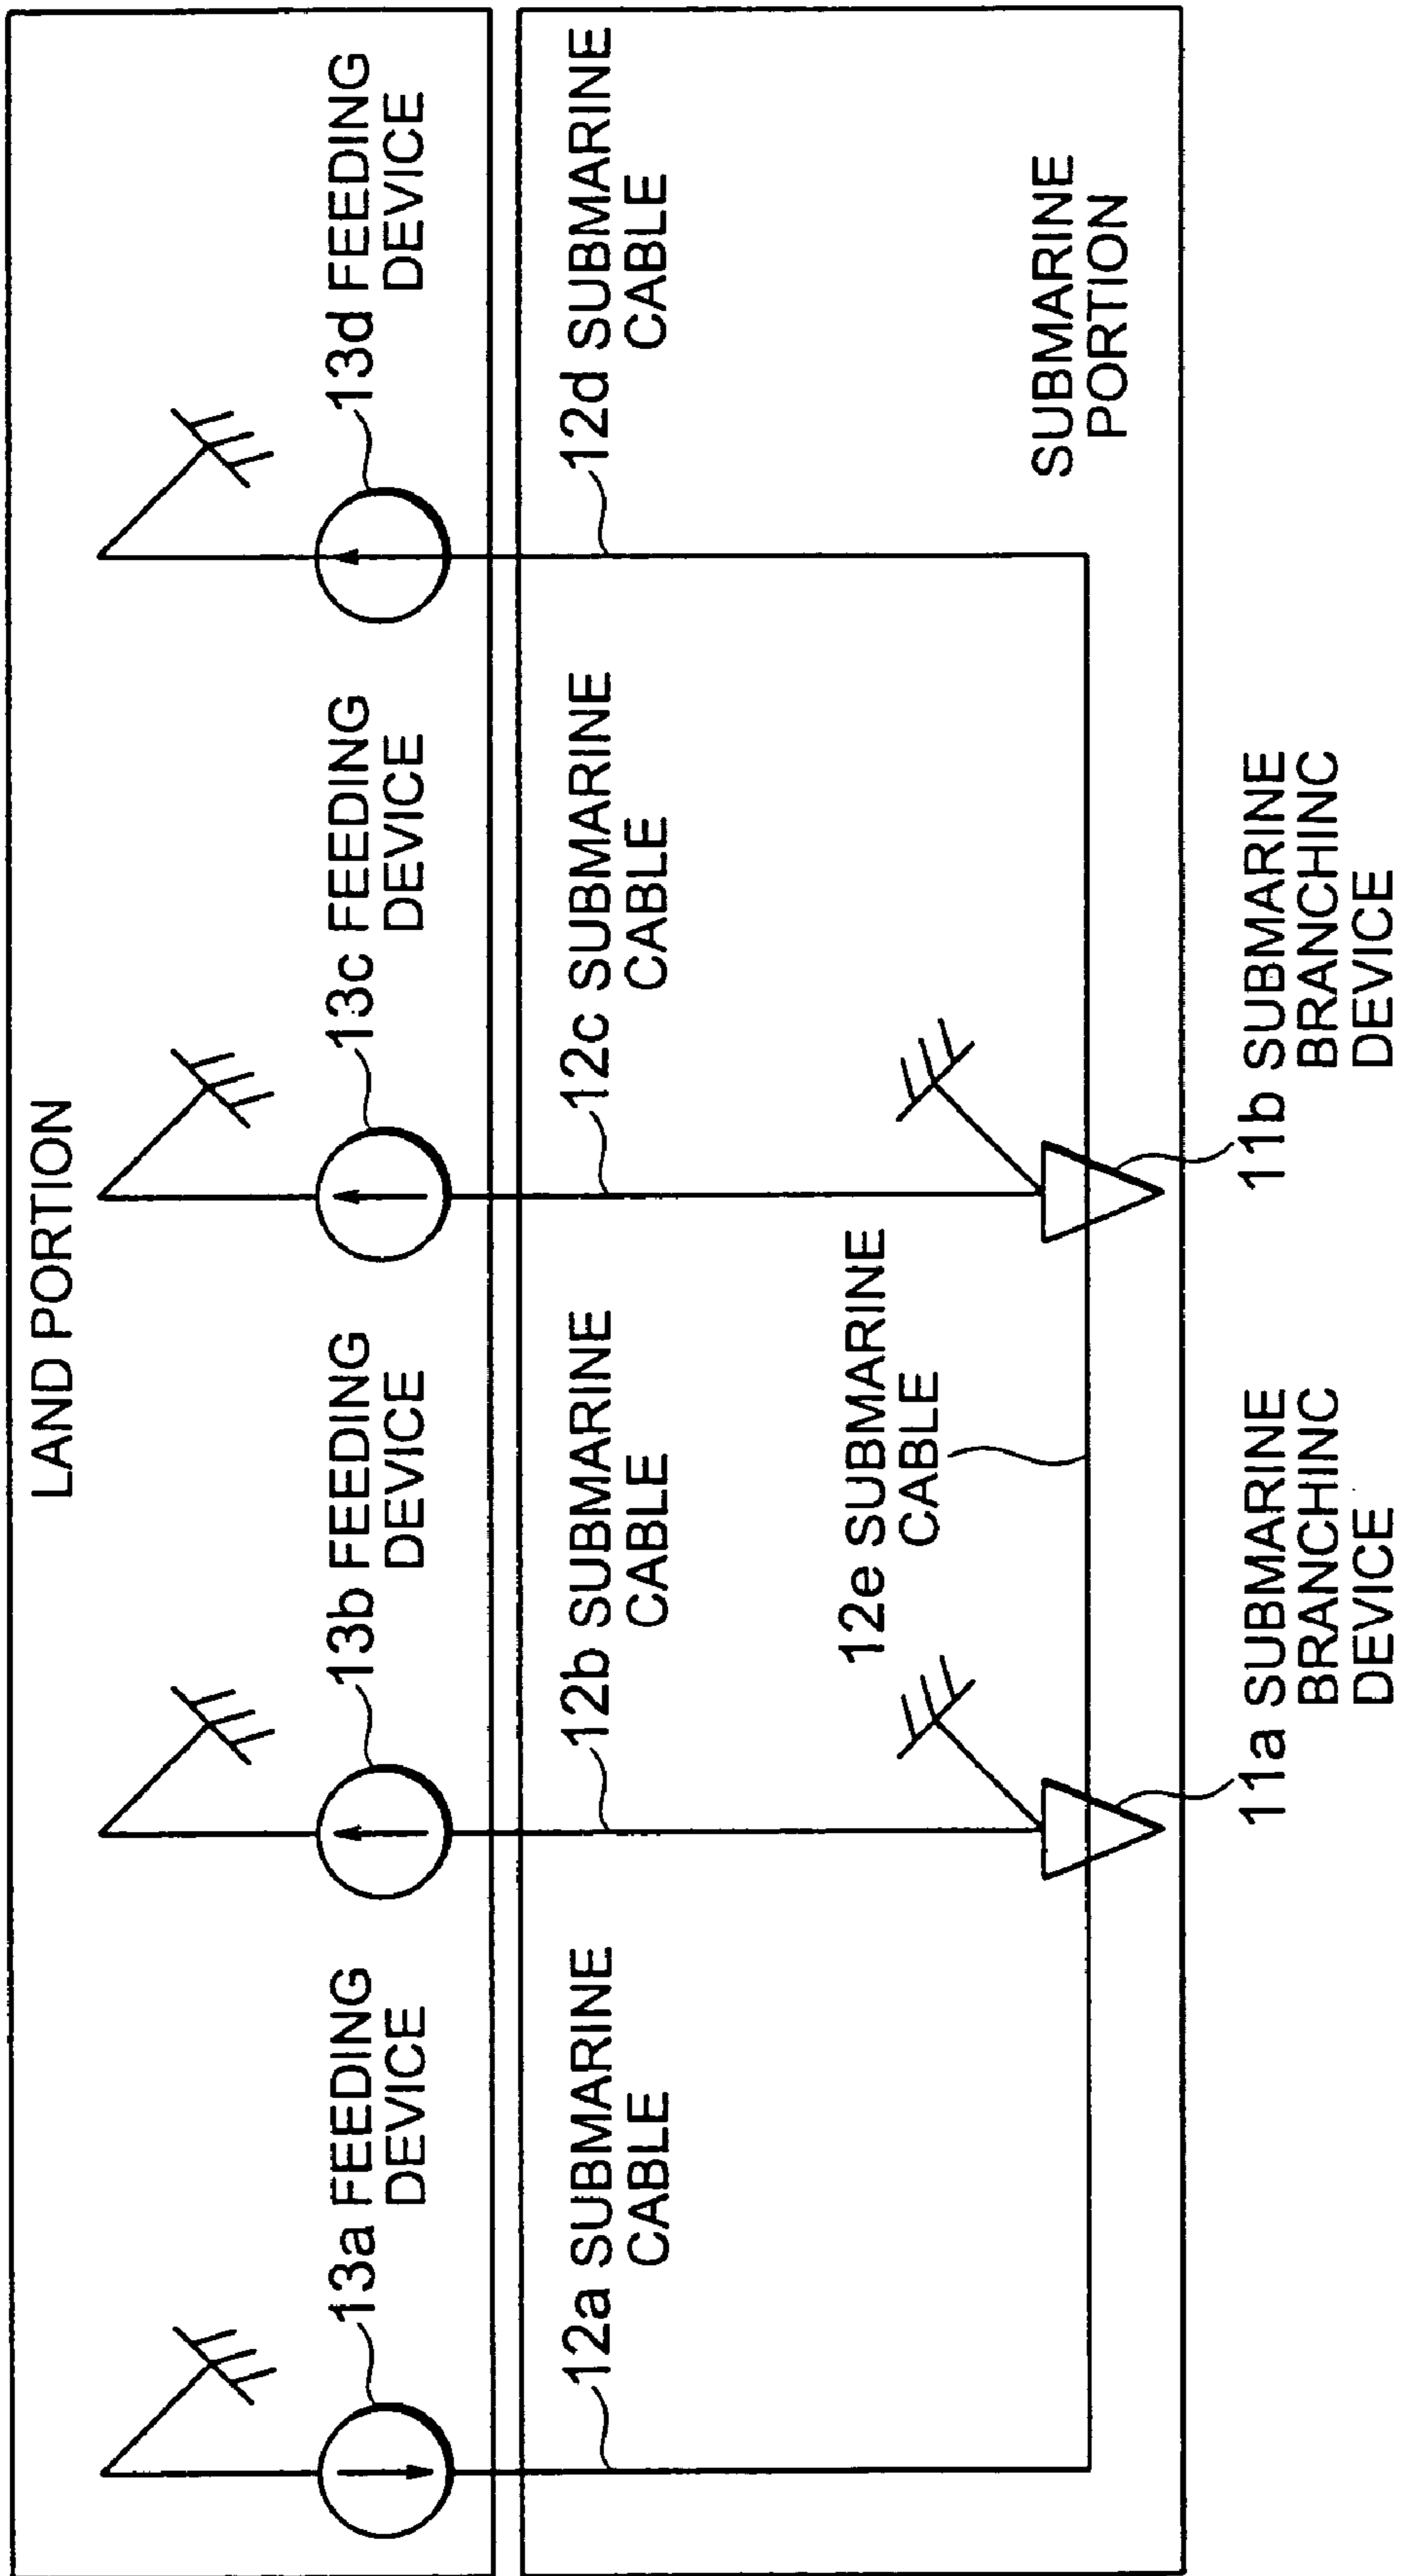 LAND PORTION
13a FEEDING
DEVICE
13b FEEDING
DEVICE
13c FEEDING
DEVICE
13d FEEDING
DEVICE
12a SUBMARINE
CABLE
12b SUBMARINE
CABLE
12c SUBMARINE
CABLE
12d SUBMARINE
CABLE
12e SUBMARINE
CABLE
SUBMARINE
PORTION
11a SUBMARINE
BRANCHINC
DEVICE
11b SUBMARINE
BRANCHINC
DEVICE